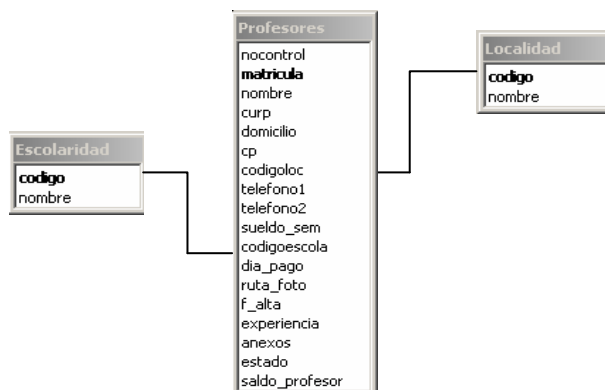 Profesores
nocontrol
matricula
nombre
curp
domicilio
cp
codigoloc
telefono1
telefono2
sueldo_sem
codigoescola
dia_pago
ruta_foto
f_alta
experiencia
anexos
estado
saldo_profesor
Localidad
codigo
nombre
Escolaridad
codigo
nombre